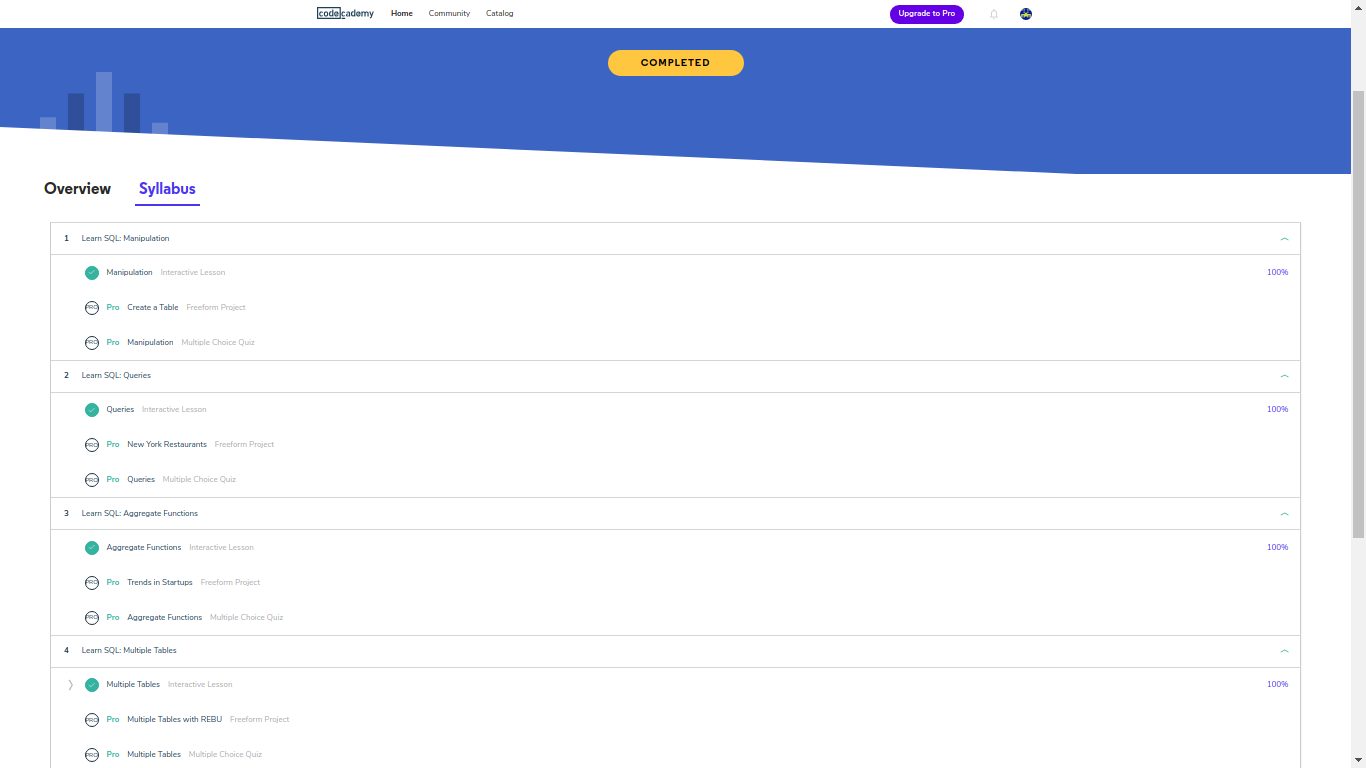 codecademy Home Community Catalog Upgrade to Pro
COMPLETED
Overview Syllabus
1 Learn SQL: Manipulation
Manipulation Interactive Lesson 100%
PRO Pro Create a Table Freeform Project
PRO Pro Manipulation Multiple Choice Quiz
2 Learn SQL: Queries
Queries Interactive Lesson 100%
PRO Pro New York Restaurants Freeform Project
PRO Pro Queries Multiple Choice Quiz
3 Learn SQL: Aggregate Functions
Aggregate Functions Interactive Lesson 100%
PRO Pro Trends in Startups Freeform Project
PRO Pro Aggregate Functions Multiple Choice Quiz
4 Learn SQL: Multiple Tables
Multiple Tables Interactive Lesson 100%
PRO Pro Multiple Tables with REBU Freeform Project
PRO Pro Multiple Tables Multiple Choice Quiz